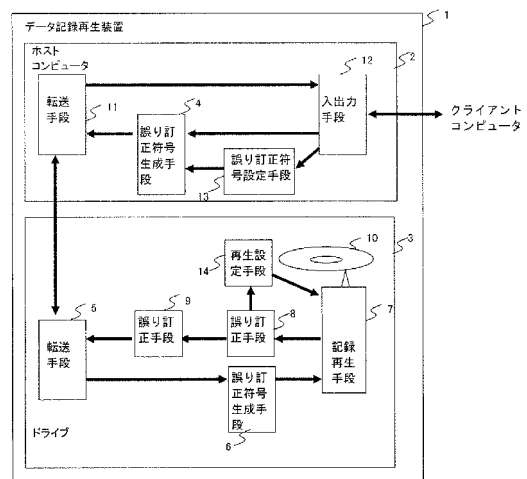 データ記録再生装置
1
ホスト
コンピュータ
2
転送
手段
11
4
誤り訂
正符号
生成手
段
12
入出力
手段
誤り訂正符
号設定手段
13
クライアント
コンピュータ
3
10
再生設
定手段
14
5
転送
手段
9
誤り訂
正手段
8
誤り訂
正手段
7
記録
再生
手段
誤り訂
正符号
生成手
段
6
ドライブ